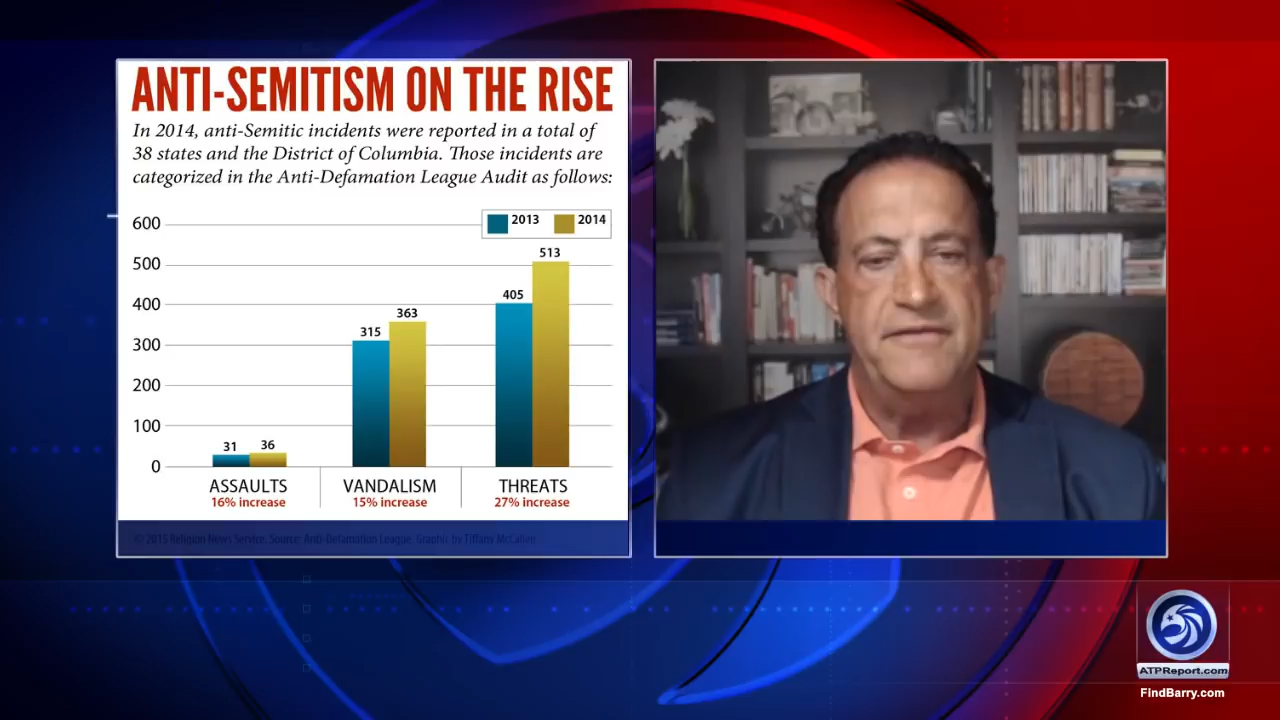 ANTI-SEMITISM ON THE RISE
In 2014, anti-Semitic incidents were reported in a total of
38 states and the District of Columbia. Those incidents are
categorized in the Anti-Defamation League Audit as follows:
2013 2014
600
500
400
300
200
100
0
31 36
315 363
405 513
ASSAULTS VANDALISM THREATS
16% increase 15% increase 27% increase
© 2015 Religion News Service. Source: Anti-Defamation League. Graphic by Tiffany McCallen
ATPReport.com
FindBarry.com